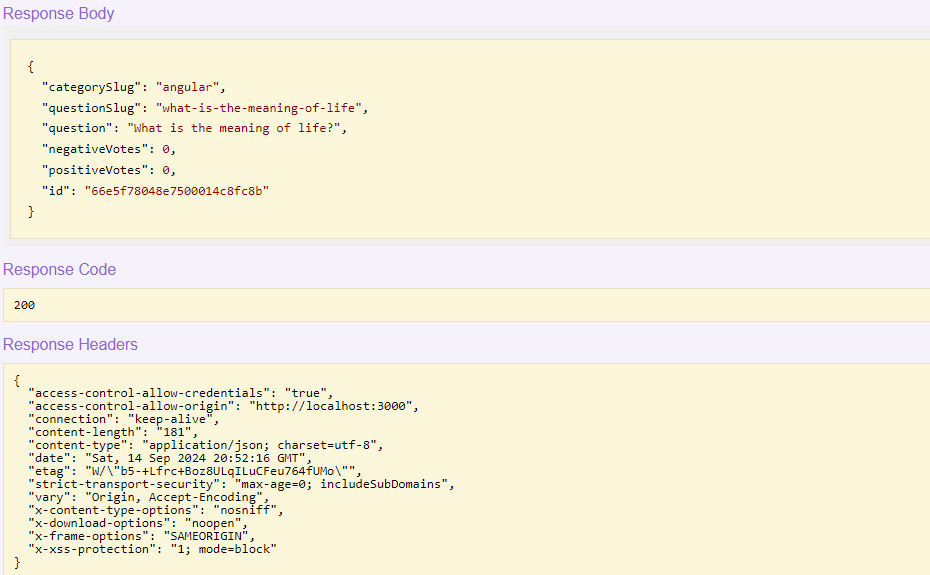 Response Body
{
"categorySlug": "angular",
"questionSlug": "what-is-the-meaning-of-life",
"question": "What is the meaning of life?",
"negativeVotes": 0,
"positiveVotes": 0,
"id": "66e5f78048e7500014c8fc8b"
}
Response Code
200
Response Headers
{
"access-control-allow-credentials": "true",
"access-control-allow-origin": "http://localhost:3000",
"connection": "keep-alive",
"content-length": "181",
"content-type": "application/json; charset=utf-8",
"date": "Sat, 14 Sep 2024 20:52:16 GMT",
"etag": "W/\"b5-+Lfrc+Boz8ULqILuCFeu764fUMo\"",
"strict-transport-security": "max-age=0; includeSubDomains",
"vary": "Origin, Accept-Encoding",
"x-content-type-options": "nosniff",
"x-download-options": "noopen",
"x-frame-options": "SAMEORIGIN",
"x-xss-protection": "1; mode=block"
}